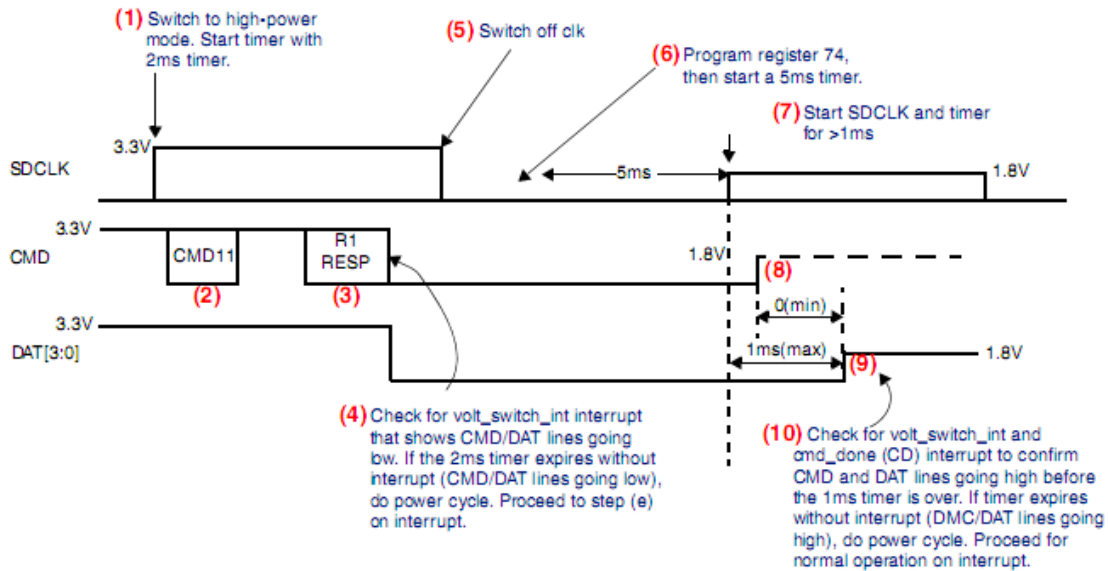 (1) Switch to high-power
mode. Start timer with
2ms timer.
(5) Switch off clk
(6) Program register 74,
then start a 5ms timer.
(7) Start SDCLK and timer
for >1ms
3.3V
SDCLK
5ms
1.8V
3.3V
CMD
CMD11
(2)
R1
RESP
(3)
1.8V
(8)
0(min)
3.3V
DAT[3:0]
1ms(max)
(9)
1.8V
(4) Check for volt_switch_int interrupt
that shows CMD/DAT lines going
low. If the 2ms timer expires without
interrupt (CMD/DAT lines going low),
do power cycle. Proceed to step (e)
on interrupt.
(10) Check for volt_switch_int and
cmd_done (CD) interrupt to confirm
CMD and DAT lines going high before
the 1ms timer is over. If timer expires
without interrupt (DMC/DAT lines going
high), do power cycle. Proceed for
normal operation on interrupt.